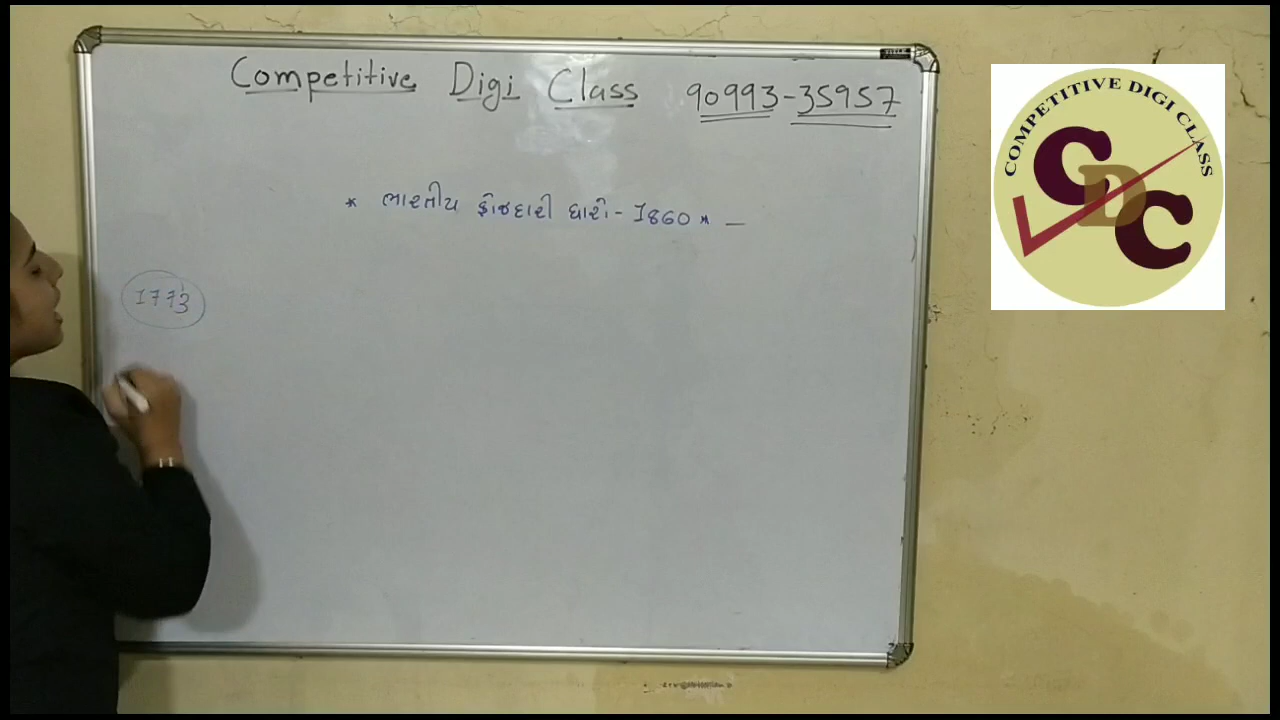 Competitive Digi Class 90993-35957
* ભારતીય ફોજદારી ધારો - 1860 * _
1773
COMPETITIVE DIGI CLASS
CDC